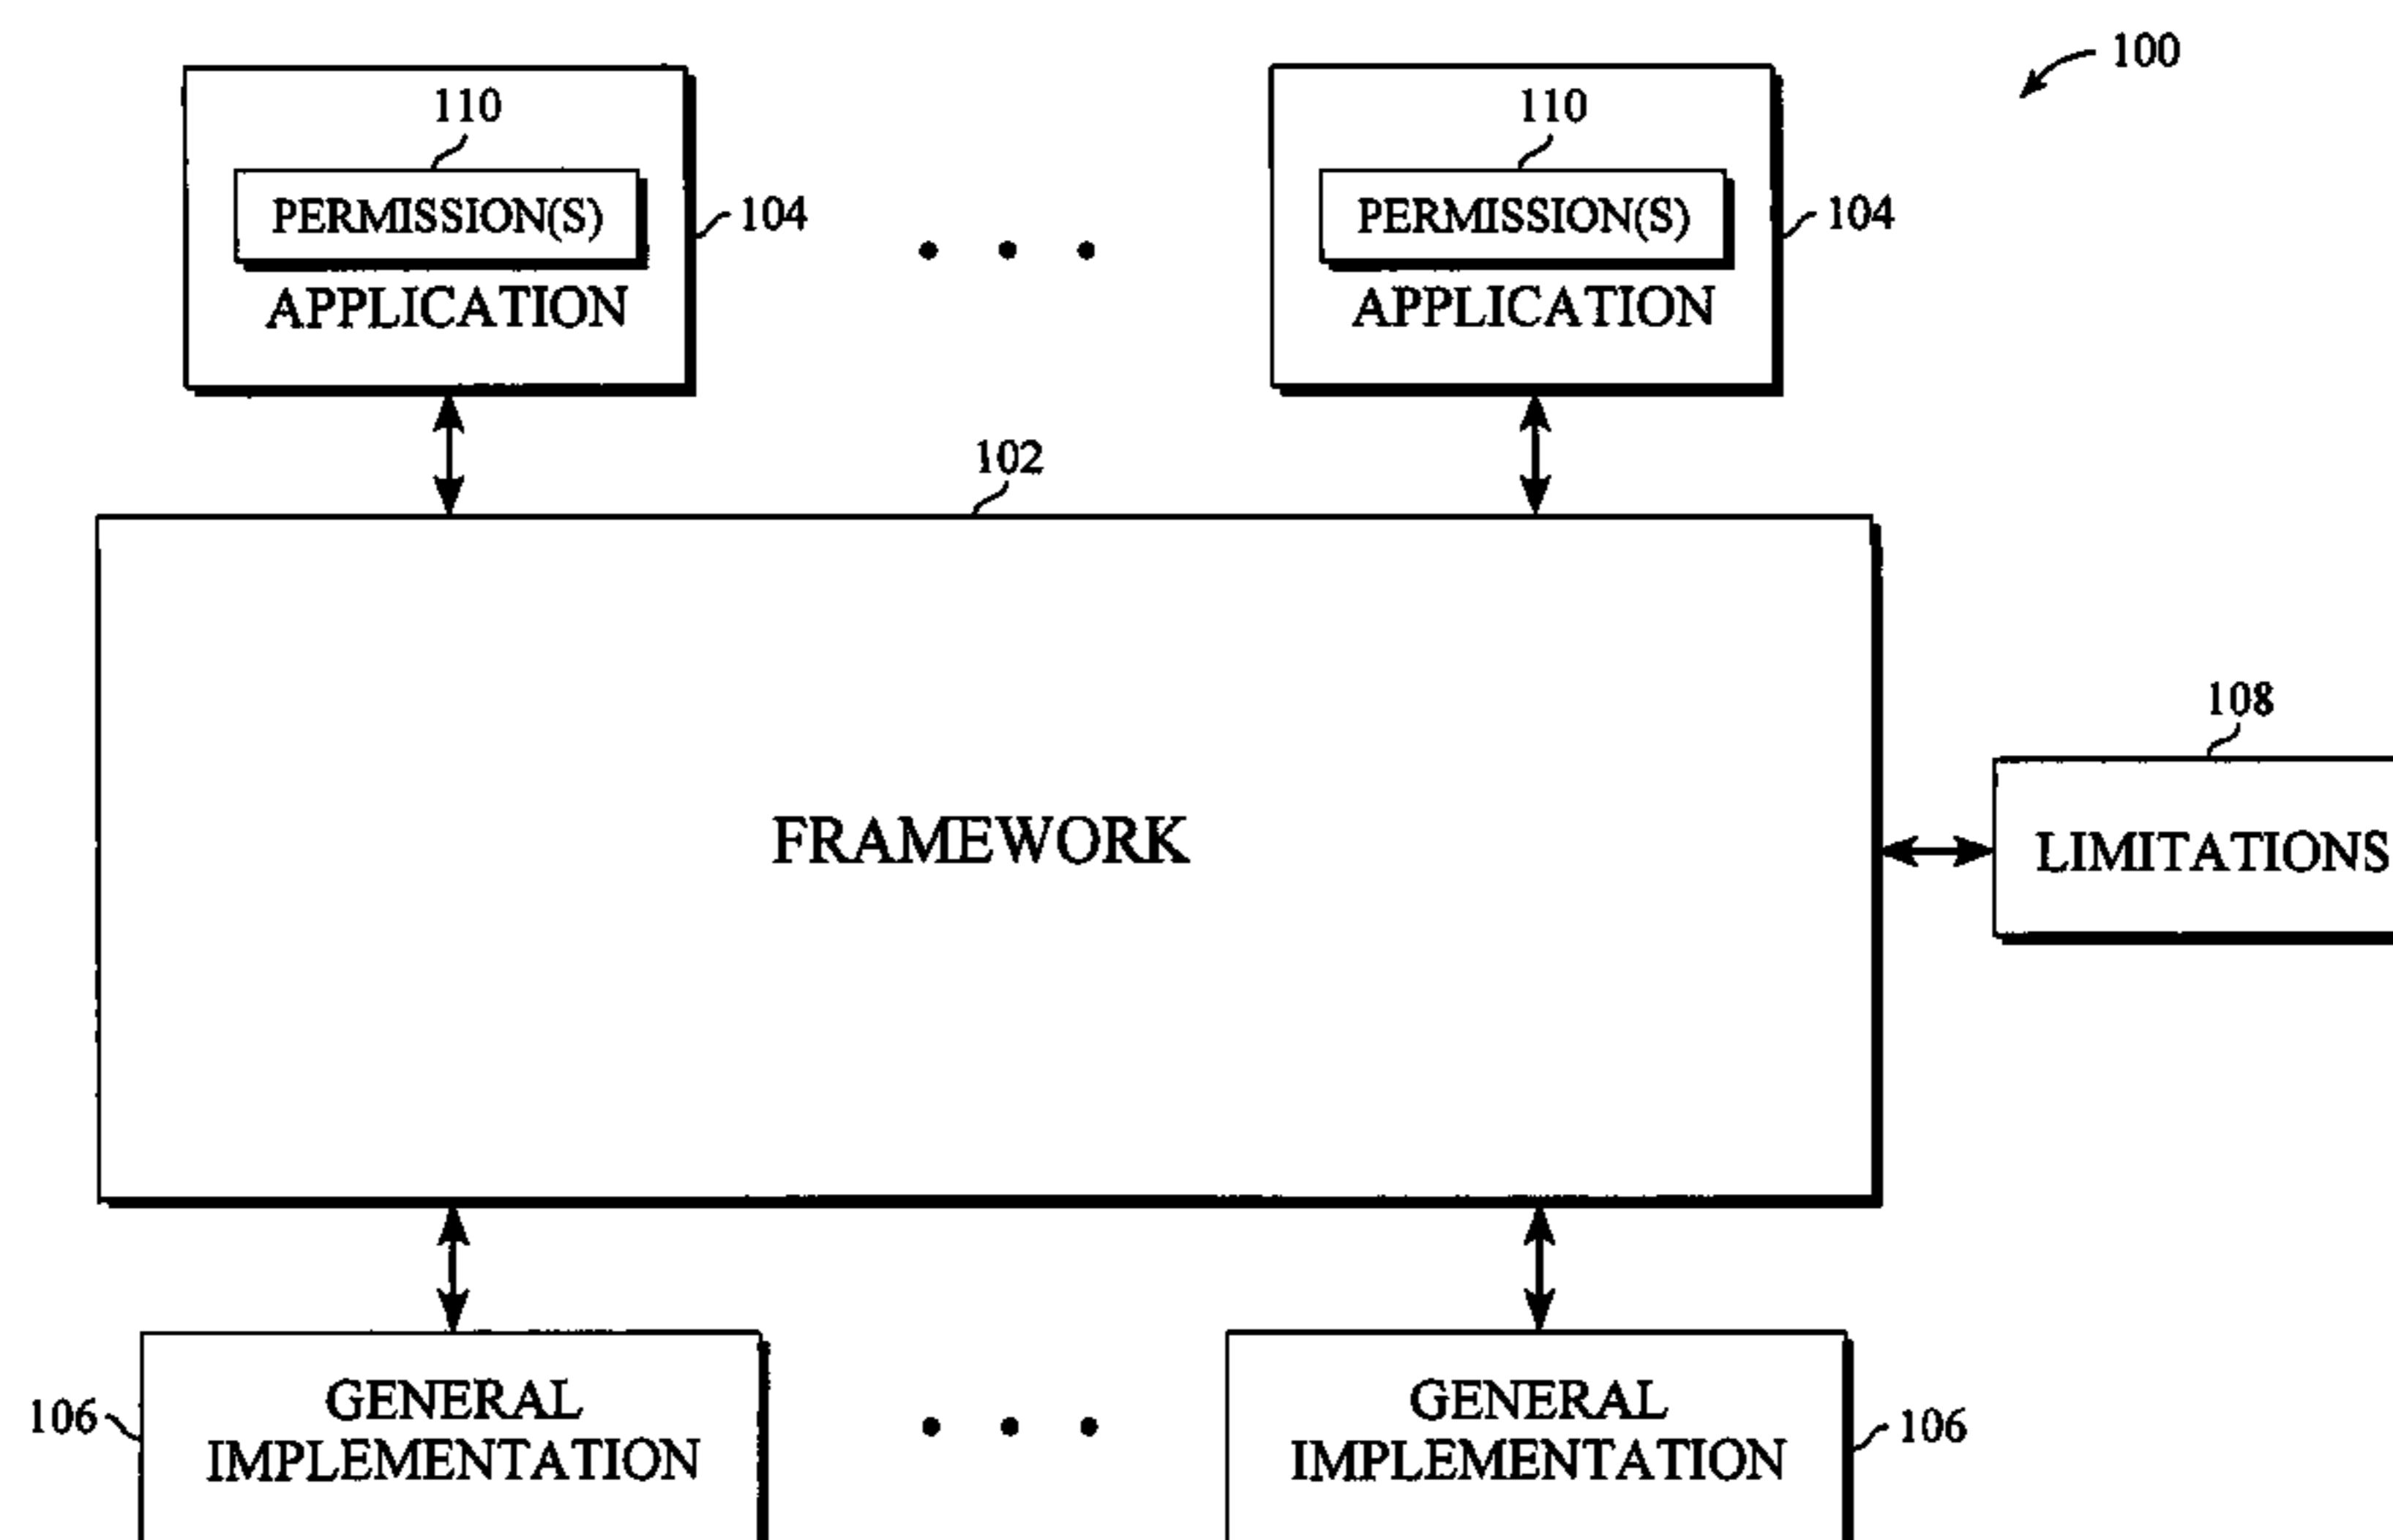 100
110
110
PERMISSION(S)
104
PERMISSION(S)
104
APPLICATION
APPLICATION
102
108
FRAMEWORK
LIMITATIONS
GENERAL
IMPLEMENTATION
106
GENERAL
IMPLEMENTATION
106